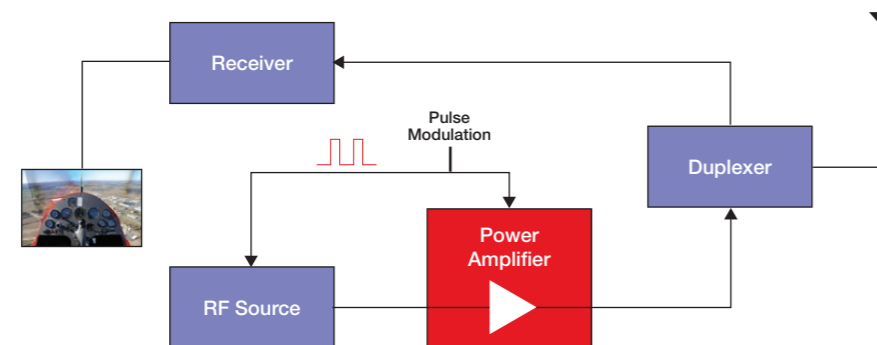 Receiver
Pulse
Modulation
Duplexer
Power
Amplifier
RF Source